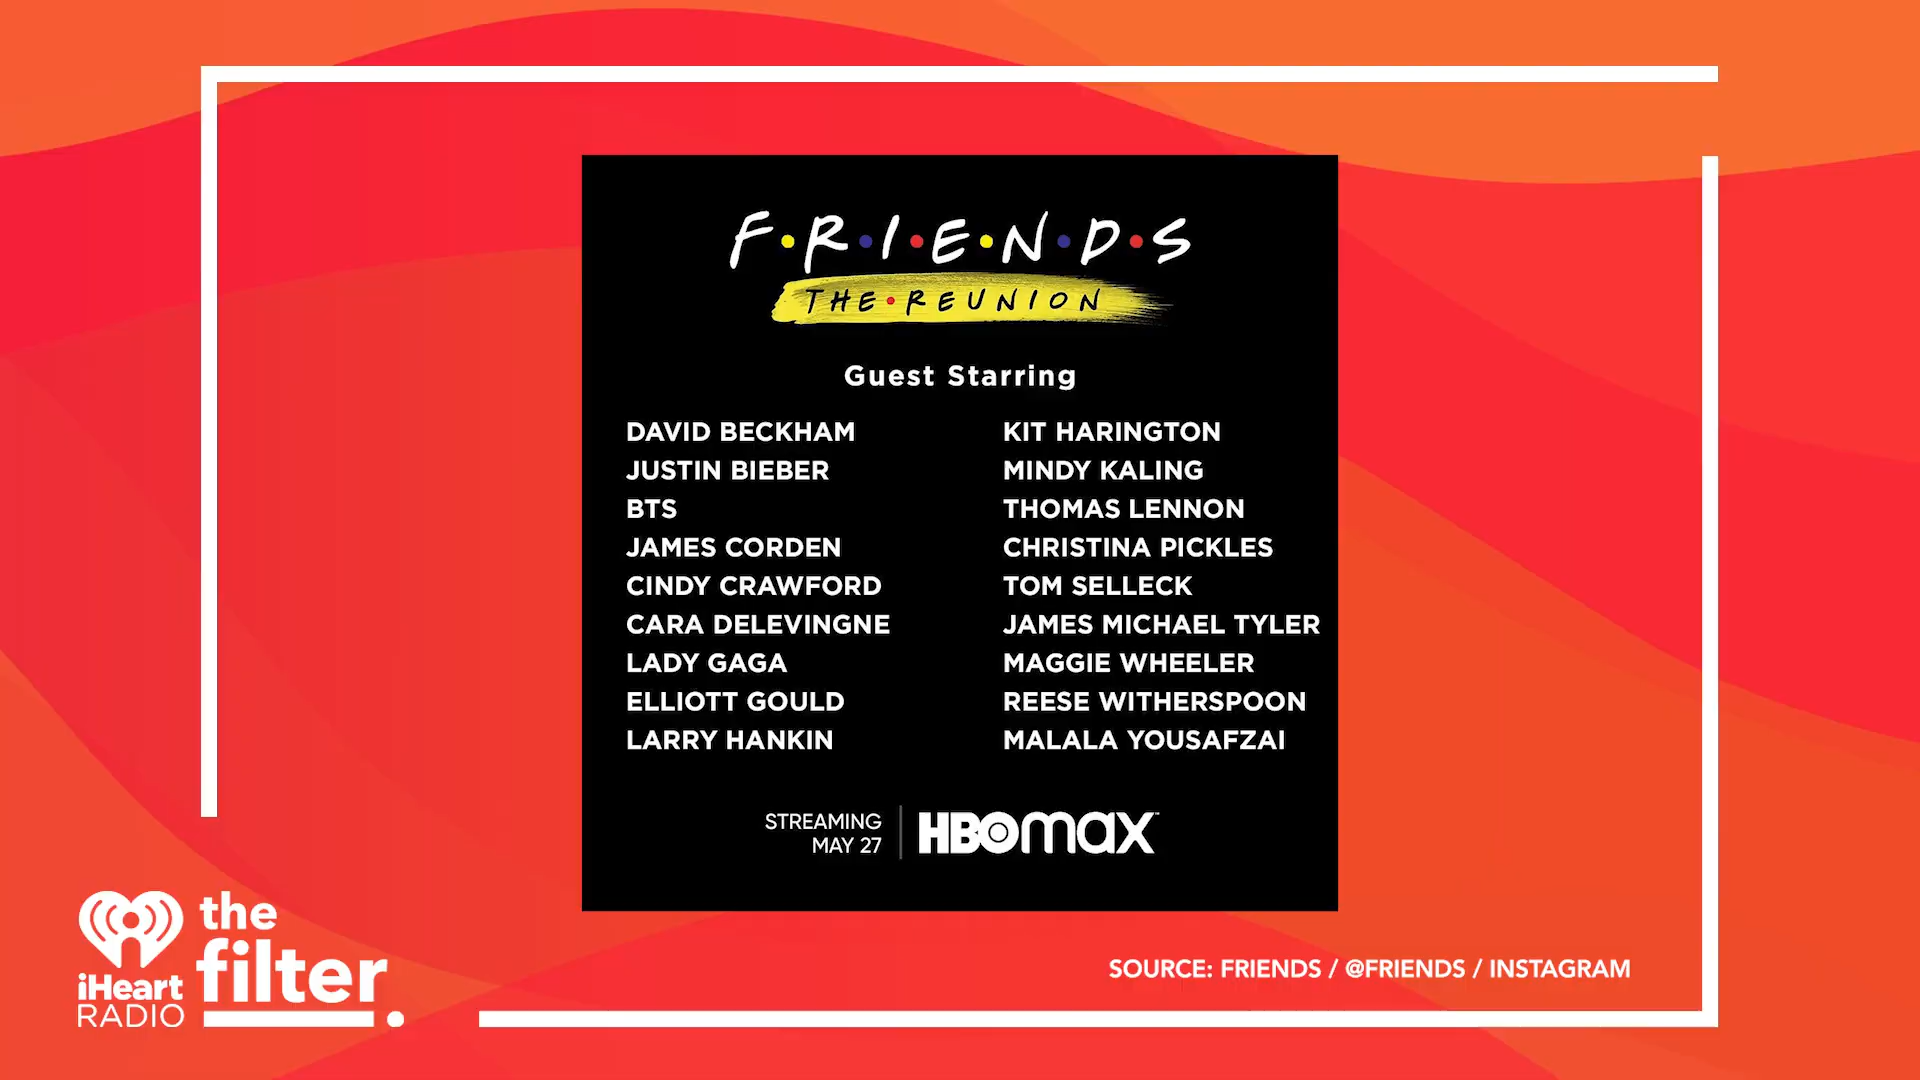 F•R•I•E•N•D•S
THE•REUNION
Guest Starring
DAVID BECKHAM
JUSTIN BIEBER
BTS
JAMES CORDEN
CINDY CRAWFORD
CARA DELEVINGNE
LADY GAGA
ELLIOTT GOULD
LARRY HANKIN
KIT HARINGTON
MINDY KALING
THOMAS LENNON
CHRISTINA PICKLES
TOM SELLECK
JAMES MICHAEL TYLER
MAGGIE WHEELER
REESE WITHERSPOON
MALALA YOUSAFZAI
STREAMING
MAY 27
HBOmax
iHeart
RADIO
the
filter.
SOURCE: FRIENDS / @FRIENDS / INSTAGRAM